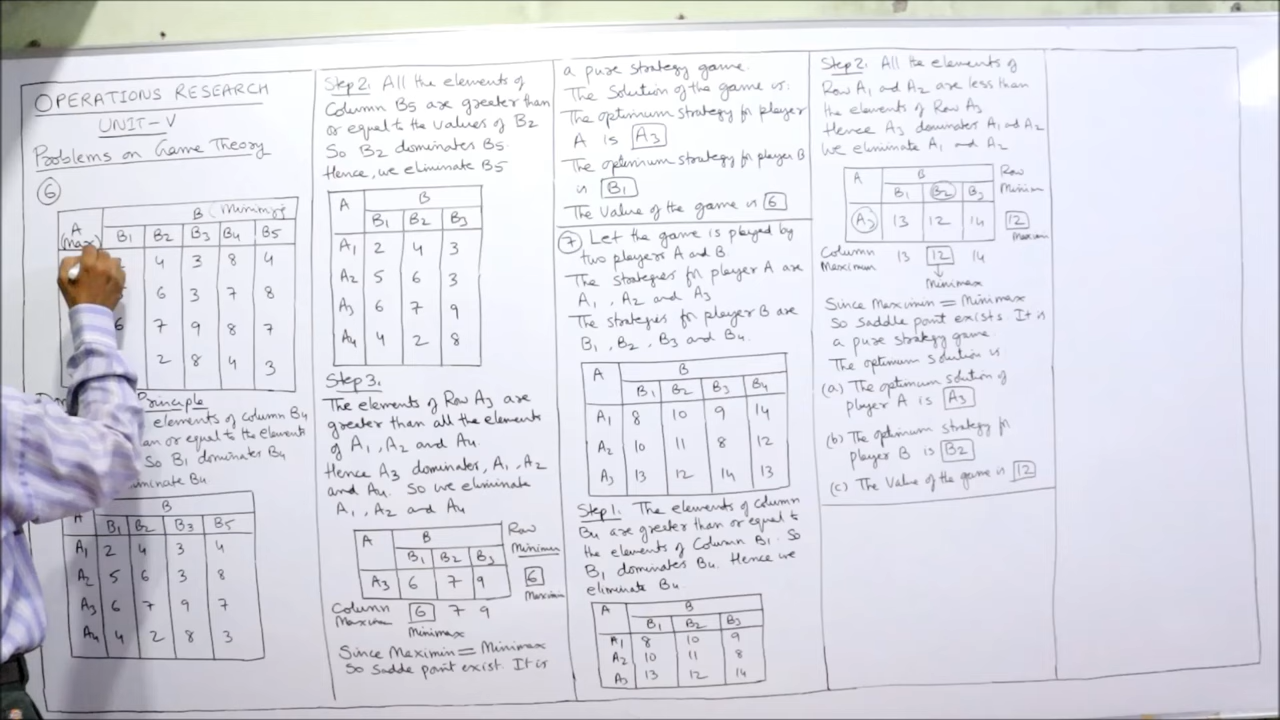 OPERATIONS RESEARCH
UNIT-V
Problems on Game Theory
6
A B (Minimize
(Max) B1 B2 B3 B4 B5
4 3 8 4
6 3 7 8
6 7 9 8 7
2 8 4 3
Principle
elements of column B4
an or equal to the elements
So B1 dominates B4
B4
A B
B1 B2 B3 B5
A1 2 4 3 4
A2 5 6 3 8
A3 6 7 9 7
A4 4 2 8 3
Step2: All the elements of
Column B5 are greater than
or equal to the values of B2
So B2 dominates B5.
Hence, we eliminate B5
A B
B1 B2 B3
A1 2 4 3
A2 5 6 3
A3 6 7 9
A4 4 2 8
Step 3.
The elements of Row A3 are
greater than all the elements
of A1, A2 and A4.
Hence A3 dominates, A1, A2
and A4. So we eliminate
A1, A2 and A4
A B Row
B1 B2 B3 Minimum
A3 6 7 9 6
Maximin
Column 6 7 9
Maximum
Minimax
Since Maximin = Minimax
So saddle point exist. It is
a pure strategy game.
The Solution of the game is:
The optimum strategy for player
A is A3
The optimum strategy for player B
is B1
The Value of the game is 6
7 Let the game is played by
two players A and B.
The strategies for player A are
A1, A2 and A3
The strategies for player B are
B1, B2, B3 and B4.
A B
B1 B2 B3 B4
A1 8 10 9 14
A2 10 11 8 12
A3 13 12 14 13
Step1: The elements of column
B4 are greater than or equal to
the elements of Column B1. So
B1 dominates B4. Hence we
eliminate B4.
A B
B1 B2 B3
A1 8 10 9
A2 10 11 8
A3 13 12 14
Step2: All the elements of
Row A1 and A2 are less than
the elements of Row A3
Hence A3 dominates A1 and A2
We eliminate A1 and A2
A B Row
B1 B2 B3 Minimum
A3 13 12 14 12
Maximin
Column 13 12 14
Maximum
Minimax
Since Maximin = Minimax
So Saddle point exists. It is
a pure strategy game.
The optimum solution is
(a) The optimum solution of
player A is A3
(b) The optimum strategy for
player B is B2
(c) The Value of the game is 12